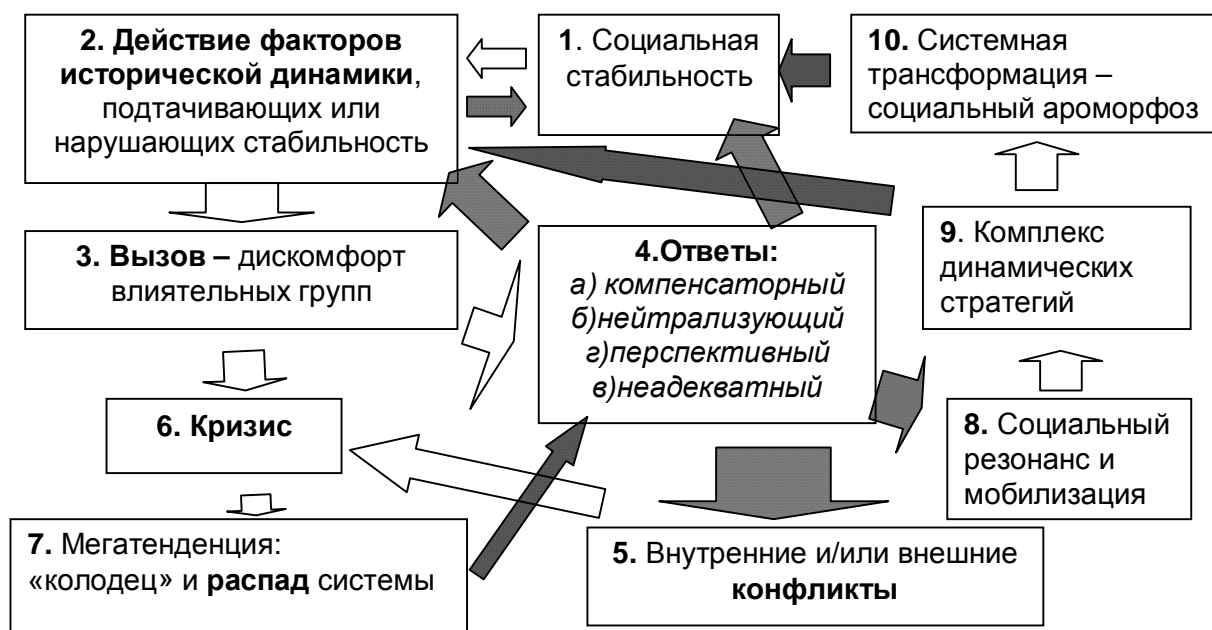 2. Действие факторов
исторической динамики,
подтачивающих или
нарушающих стабильность
1. Социальная
стабильность
10. Системная
трансформация –
социальный ароморфоз
3. Вызов – дискомфорт
влиятельных групп
4.Ответы:
а) компенсаторный
б)нейтрализующий
г)перспективный
в)неадекватный
9. Комплекс
динамических
стратегий
6. Кризис
8. Социальный
резонанс и
мобилизация
7. Мегатенденция:
«колодец» и распад системы
5. Внутренние и/или внешние
конфликты